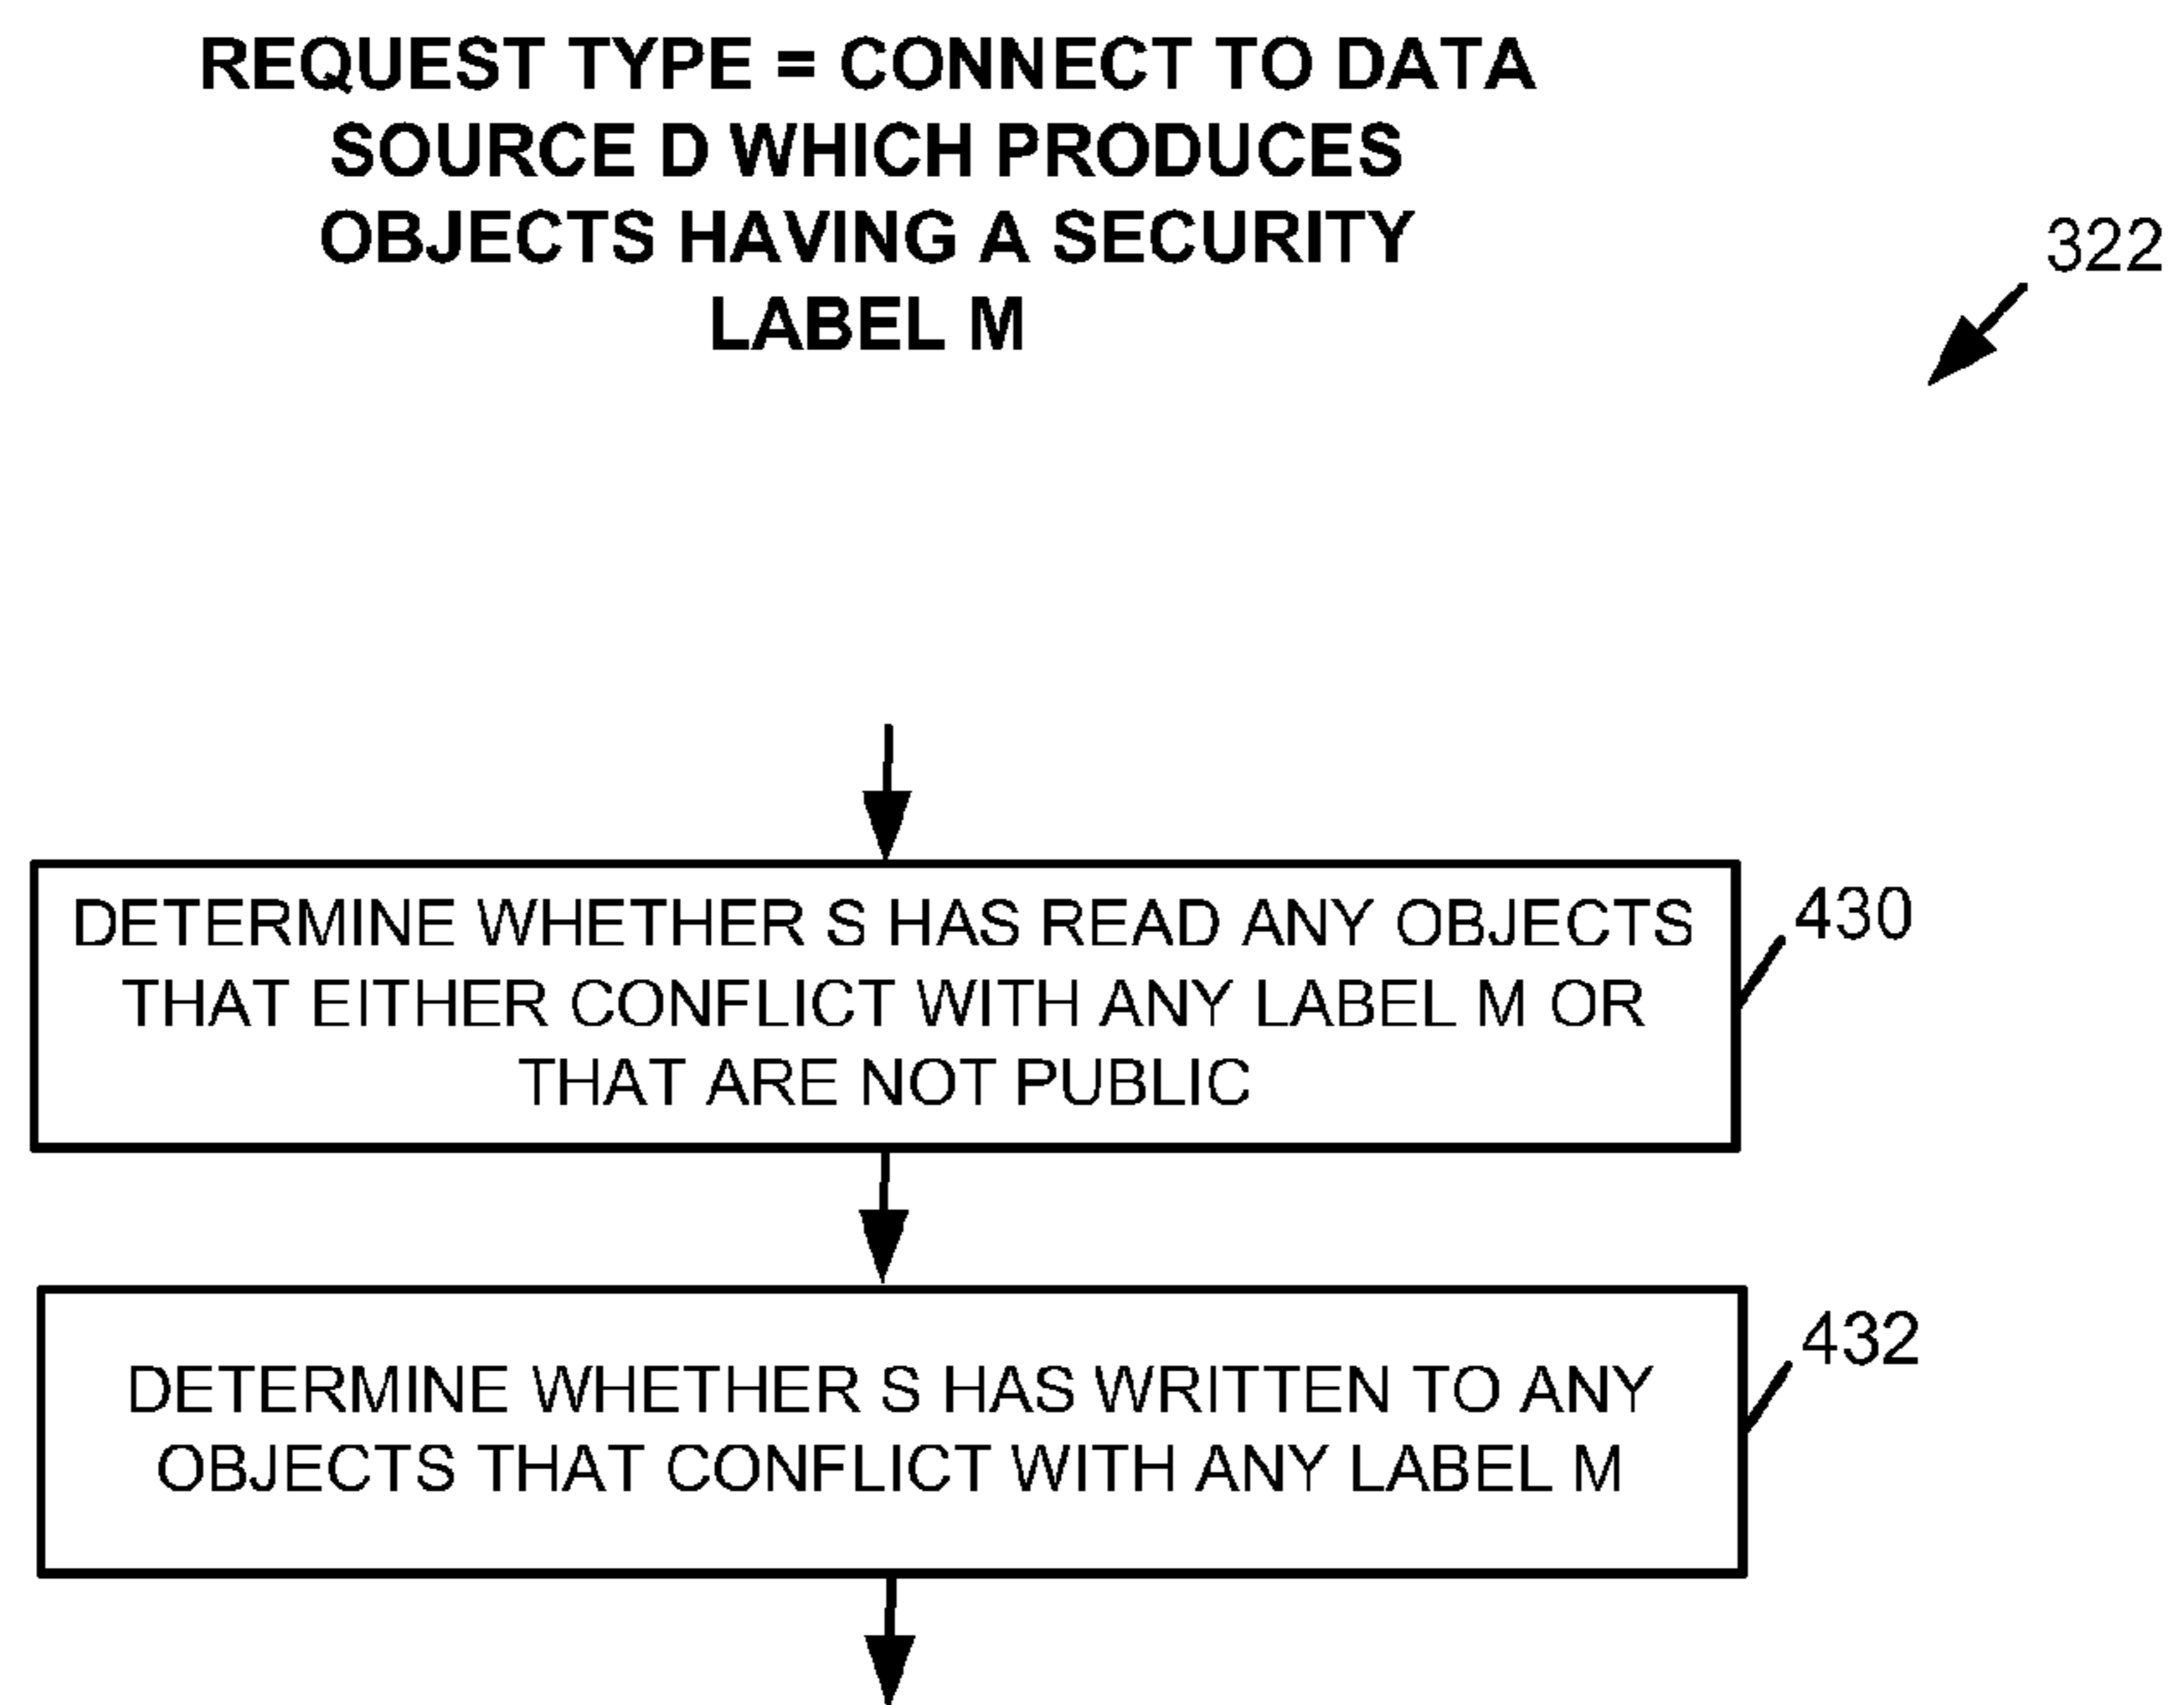 REQUEST TYPE = CONNECT TO DATA
SOURCE D WHICH PRODUCES
OBJECTS HAVING A SECURITY
LABEL M
322
DETERMINE WHETHER S HAS READ ANY OBJECTS
THAT EITHER CONFLICT WITH ANY LABEL M OR
THAT ARE NOT PUBLIC
430
DETERMINE WHETHER S HAS WRITTEN TO ANY
OBJECTS THAT CONFLICT WITH ANY LABEL M
432